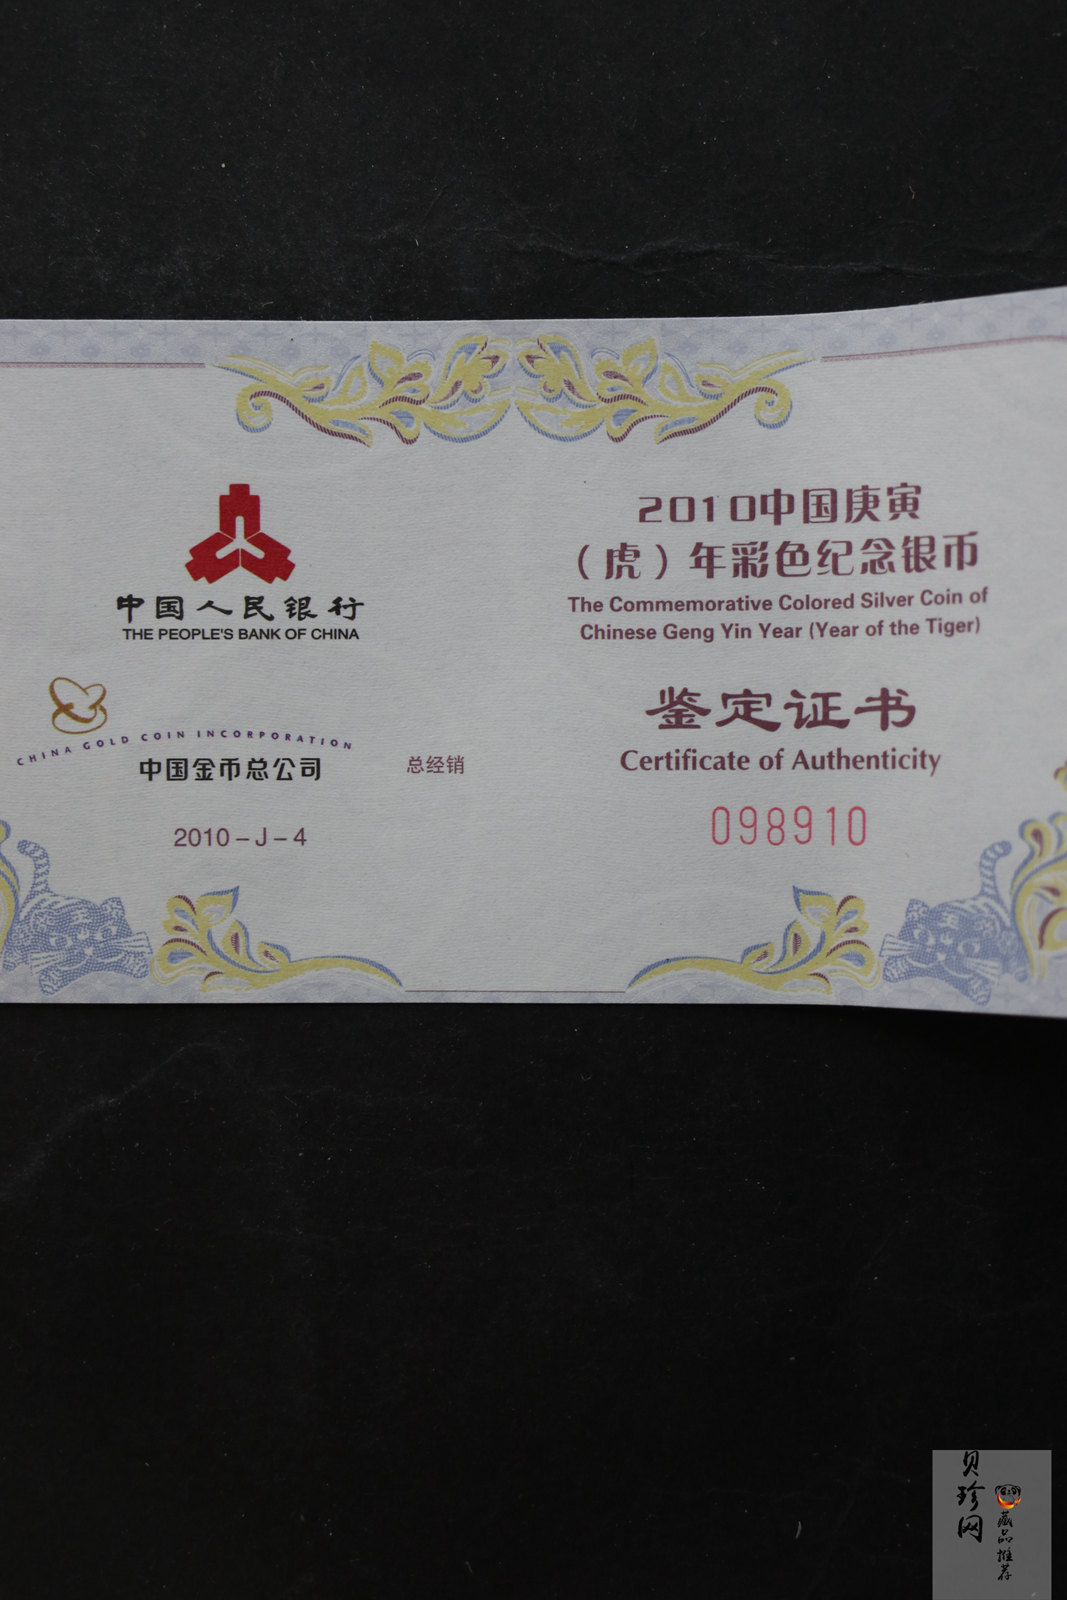 中国人民银行
THE PEOPLE'S BANK OF CHINA
CHINA GOLD COIN INCORPORATION
中国金币总公司
总经销
2010-J-4
2010中国庚寅
（虎）年彩色纪念银币
The Commemorative Colored Silver Coin of
Chinese Geng Yin Year (Year of the Tiger)
鉴定证书
Certificate of Authenticity
098910
贝珍网
藏品推荐